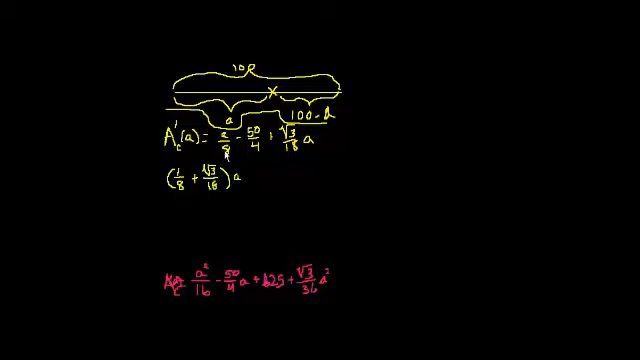 100
a 100-a
A_c'(a) = a/8 - 50/4 + √3/18 a
(1/8 + √3/18) a
a²/16 - 50/4 a + 625 + √3/36 a²